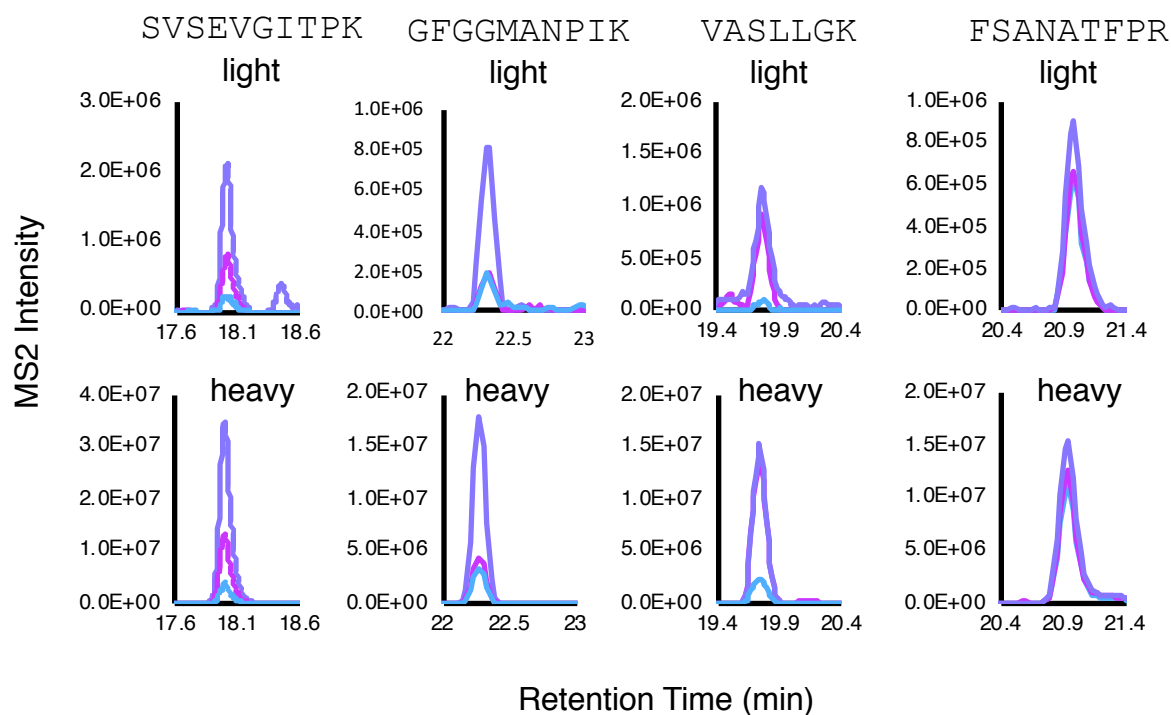 SVSEVGITPK GFGGMANPIK VASLLGK FSANATFPR
light light light light
3.0E+06 1.0E+06 2.0E+06 1.0E+06
8.0E+05 1.5E+06 8.0E+05
2.0E+06 6.0E+05 1.0E+06 6.0E+05
1.0E+06 4.0E+05 5.0E+05 4.0E+05
2.0E+05 2.0E+05
0.0E+00 0.0E+00 0.0E+00 0.0E+00
17.6 18.1 18.6 22 22.5 23 19.4 19.9 20.4 20.4 20.9 21.4
MS2 Intensity
heavy heavy heavy heavy
4.0E+07 2.0E+07 2.0E+07 2.0E+07
3.0E+07 1.5E+07 1.5E+07 1.5E+07
2.0E+07 1.0E+07 1.0E+07 1.0E+07
1.0E+07 5.0E+06 5.0E+06 5.0E+06
0.0E+00 0.0E+00 0.0E+00 0.0E+00
17.6 18.1 18.6 22 22.5 23 19.4 19.9 20.4 20.4 20.9 21.4
Retention Time (min)